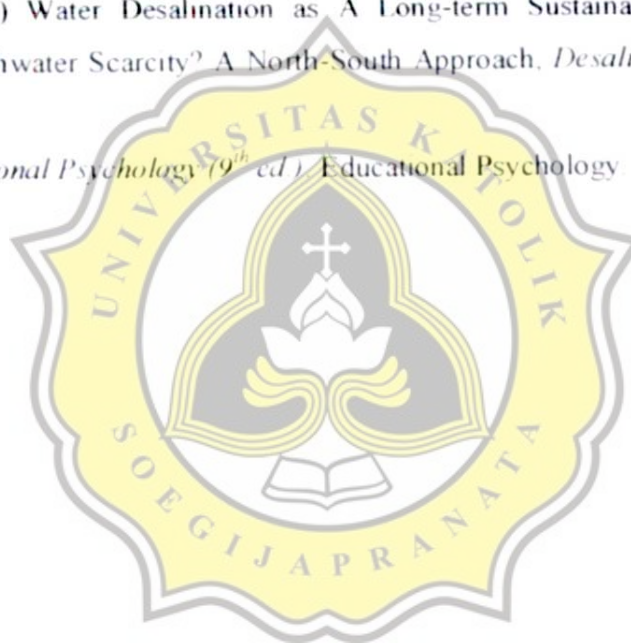 ) Water Desalination as A Long-term Sustaina
nwater Scarcity? A North-South Approach, Desali
onal Psychology (9th ed.), Educational Psychology
UNIVERSITAS KATOLIK
SOEGIJAPRANATA